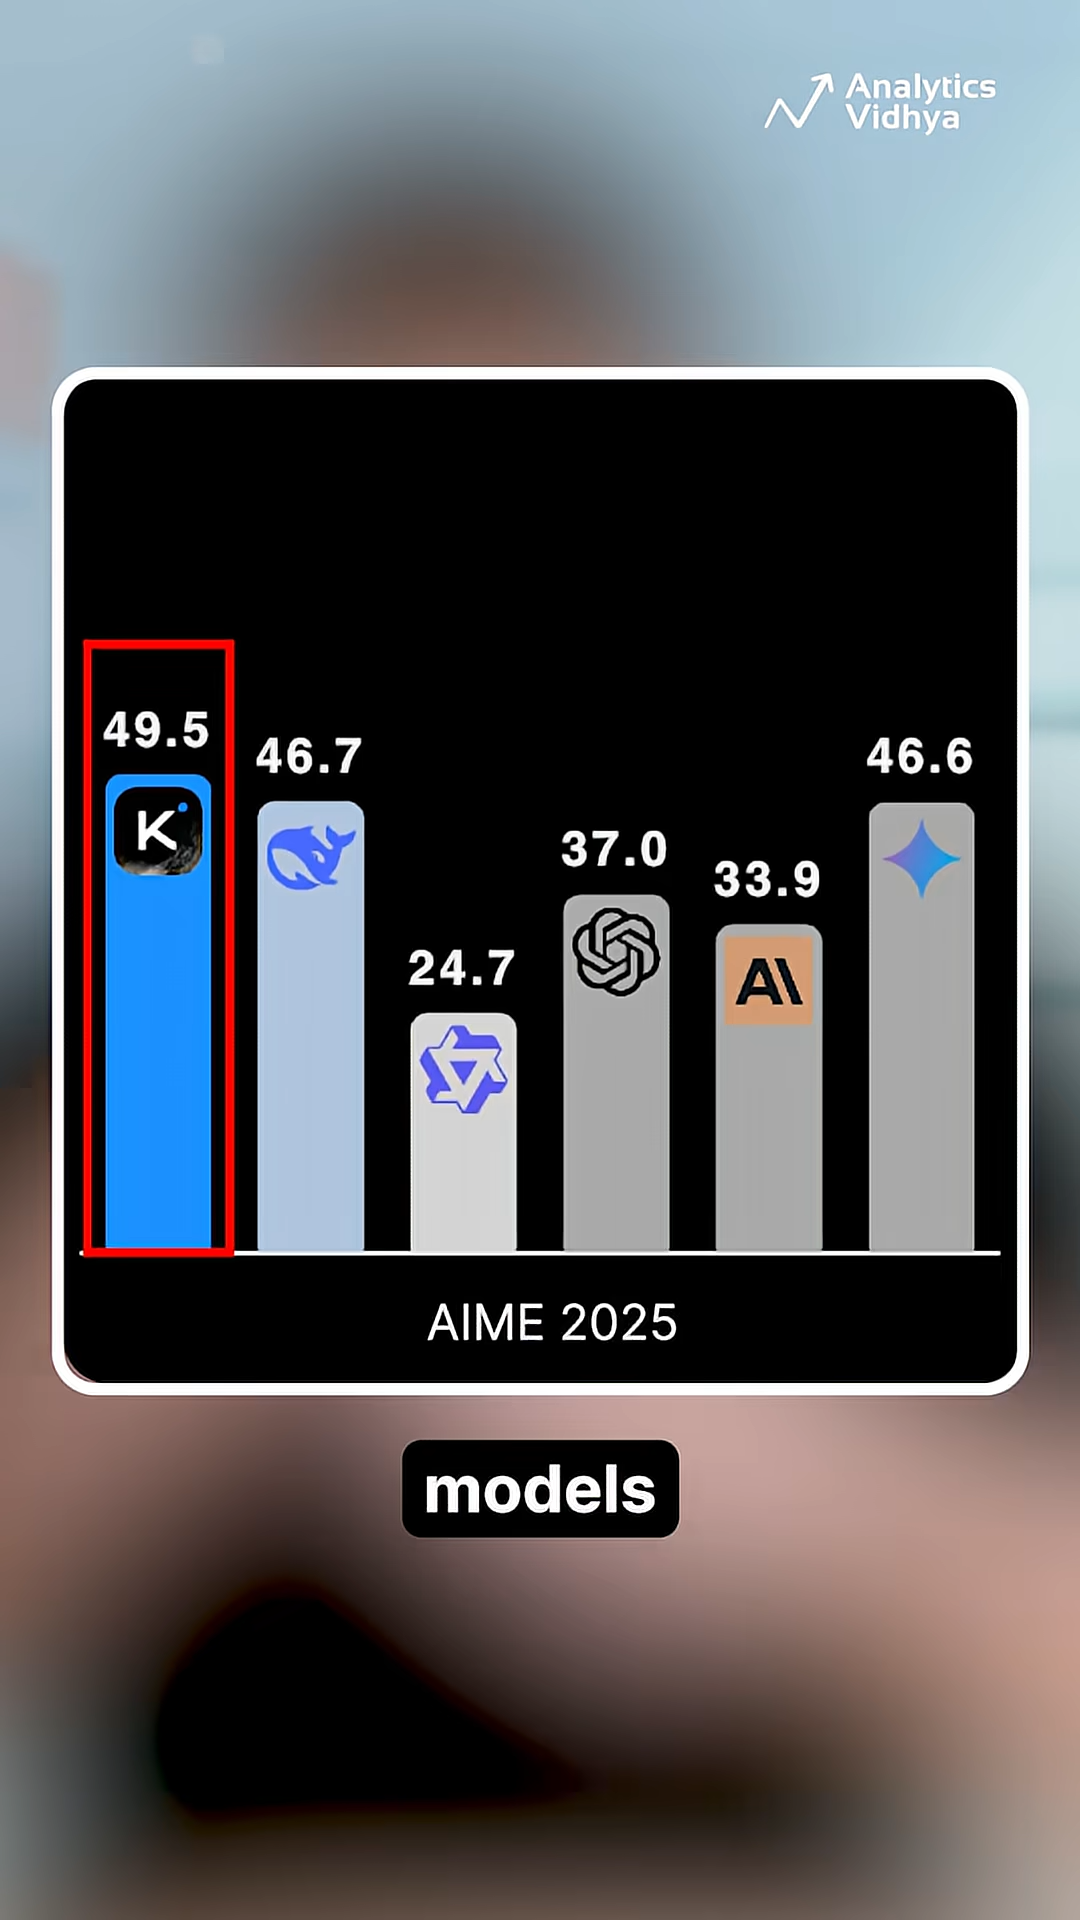 Analytics
Vidhya
49.5
46.7
24.7
37.0
33.9
46.6
K
A\
AIME 2025
models